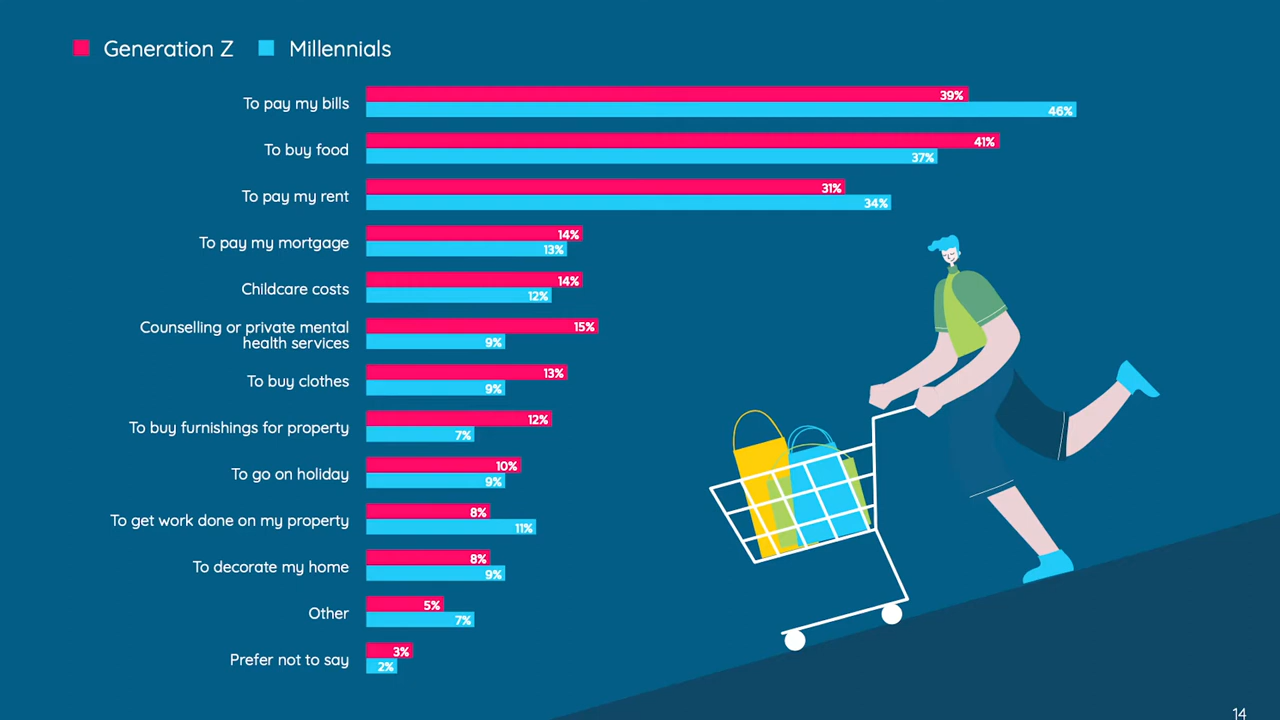 Generation Z
Millennials
To pay my bills
39%
46%
To buy food
41%
37%
To pay my rent
31%
34%
To pay my mortgage
14%
13%
Childcare costs
14%
12%
Counselling or private mental
health services
15%
9%
To buy clothes
13%
9%
To buy furnishings for property
12%
7%
To go on holiday
10%
9%
To get work done on my property
8%
11%
To decorate my home
8%
9%
Other
5%
7%
Prefer not to say
3%
2%
14